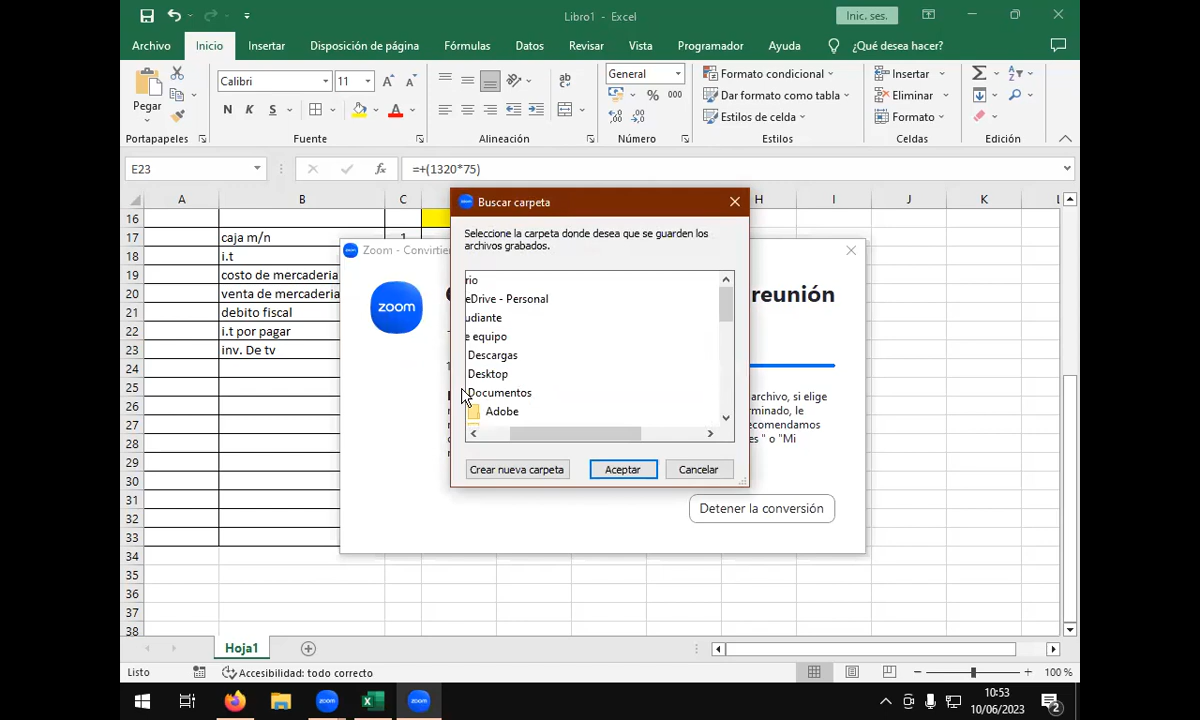 Libro1 - Excel
Inic. ses.
Archivo
Inicio
Insertar
Disposición de página
Fórmulas
Datos
Revisar
Vista
Programador
Ayuda
¿Qué desea hacer?
Pegar
Calibri
11
N K S
General
% 000
Formato condicional
Dar formato como tabla
Estilos de celda
Insertar
Eliminar
Formato
Portapapeles
Fuente
Alineación
Número
Estilos
Celdas
Edición
E23
fx
=+(1320*75)
A B C H I J K L
16
17 caja m/n 1
18 i.t
19 costo de mercaderia
20 venta de mercaderia
21 debito fiscal
22 i.t por pagar
23 inv. De tv
24
25
26
27
28
29
30
31
32
33
34
35
36
37
38
Zoom - Convirtie
zoom
reunión
archivo, si elige
rminado, le
ecomendamos
es " o "Mi
Detener la conversión
Buscar carpeta
Seleccione la carpeta donde desea que se guarden los
archivos grabados.
rio
eDrive - Personal
udiante
e equipo
Descargas
Desktop
Documentos
Adobe
Crear nueva carpeta
Aceptar
Cancelar
Hoja1
Listo
Accesibilidad: todo correcto
100 %
zoom
zoom
10:53
10/06/2023
2